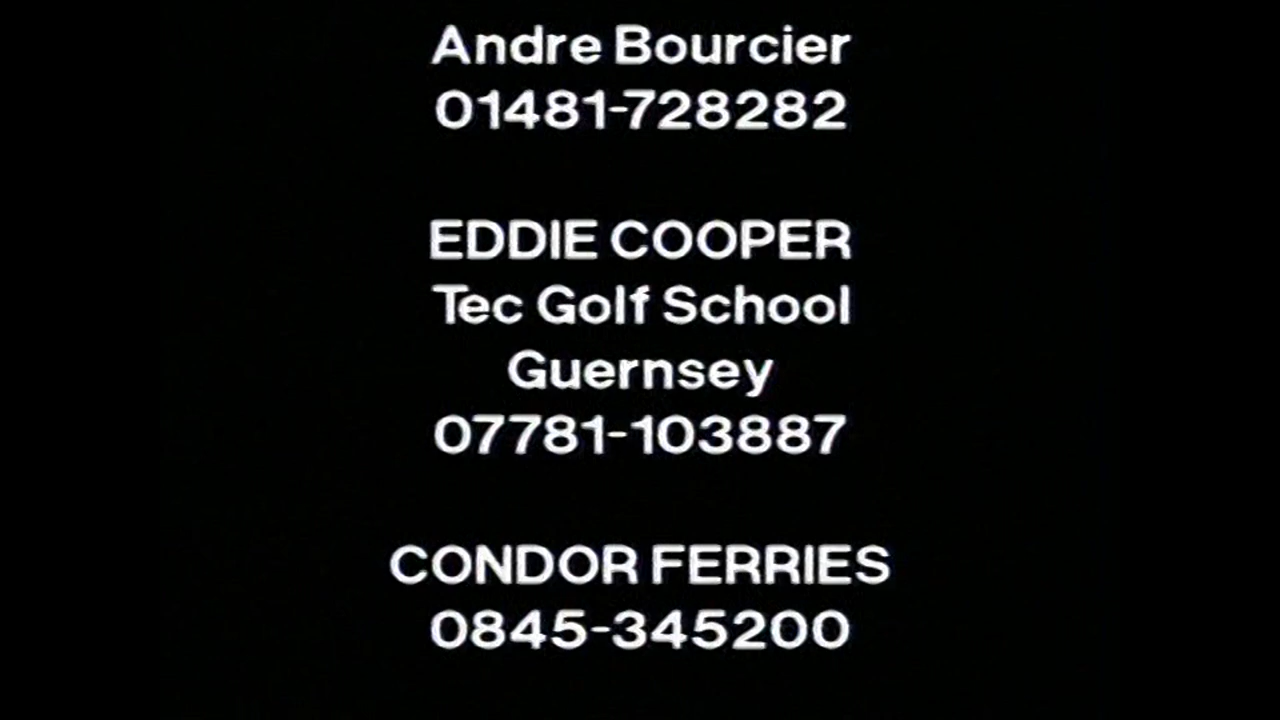 Andre Bourcier
01481-728282
EDDIE COOPER
Tec Golf School
Guernsey
07781-103887
CONDOR FERRIES
0845-345200